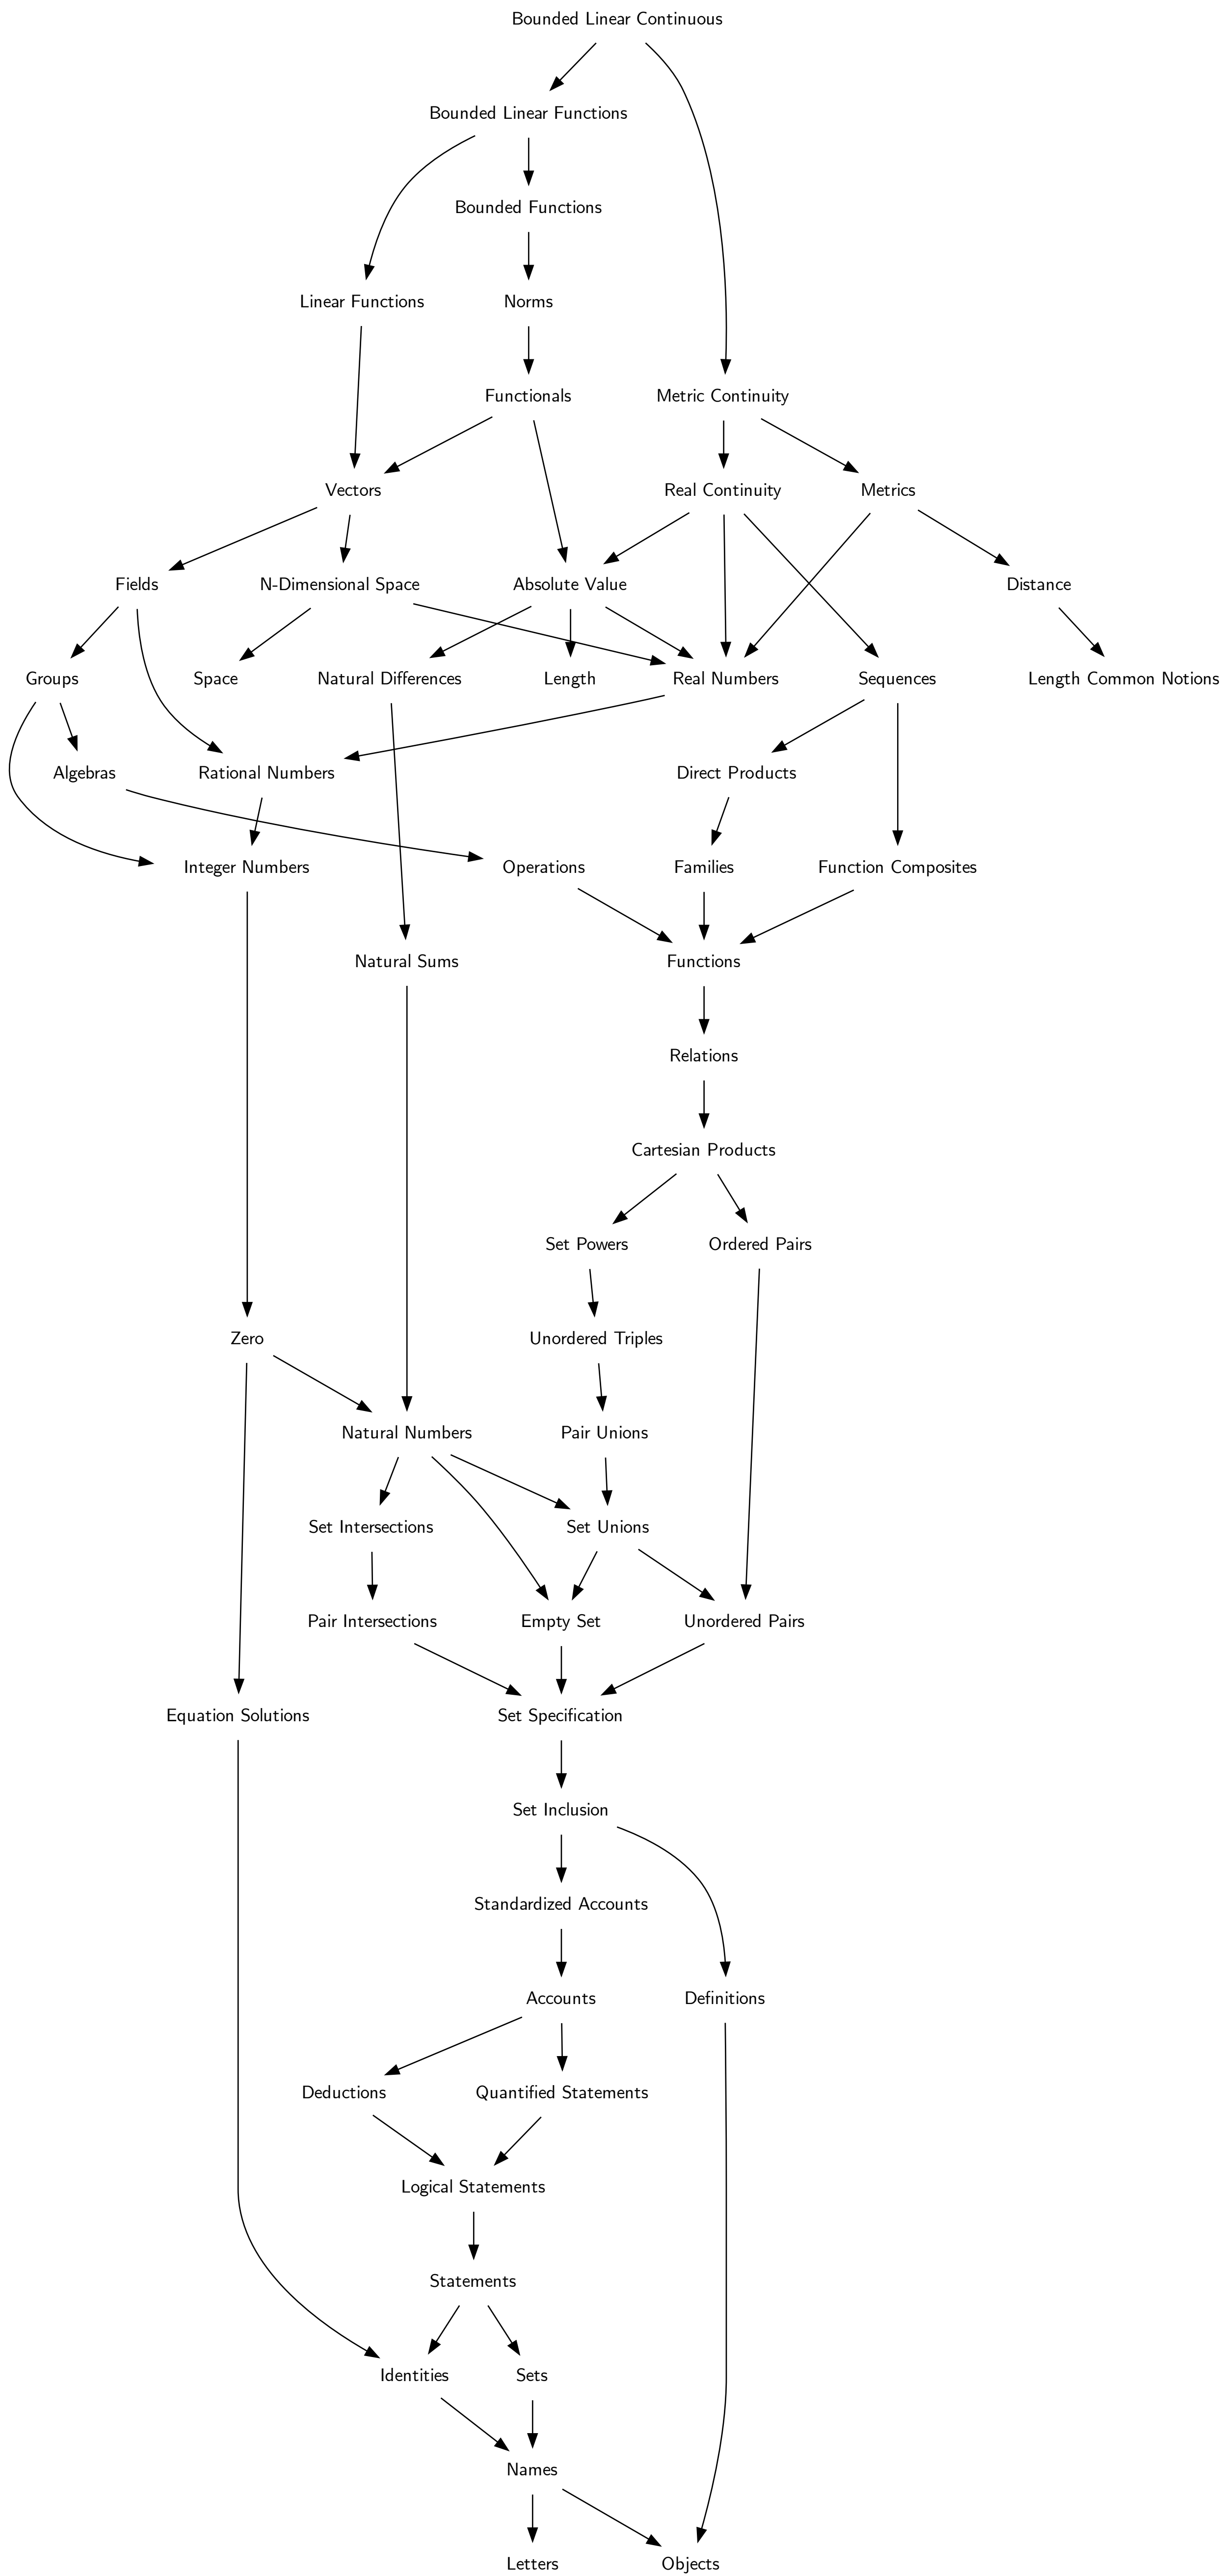 Bounded Linear Continuous
Bounded Linear Functions
Bounded Functions
Linear Functions
Norms
Functionals
Metric Continuity
Vectors
Real Continuity
Metrics
Fields
N-Dimensional Space
Absolute Value
Distance
Groups
Space
Natural Differences
Length
Real Numbers
Sequences
Length Common Notions
Algebras
Rational Numbers
Direct Products
Integer Numbers
Operations
Families
Function Composites
Natural Sums
Functions
Relations
Cartesian Products
Set Powers
Ordered Pairs
Zero
Unordered Triples
Natural Numbers
Pair Unions
Set Intersections
Set Unions
Pair Intersections
Empty Set
Unordered Pairs
Equation Solutions
Set Specification
Set Inclusion
Standardized Accounts
Accounts
Definitions
Deductions
Quantified Statements
Logical Statements
Statements
Identities
Sets
Names
Letters
Objects